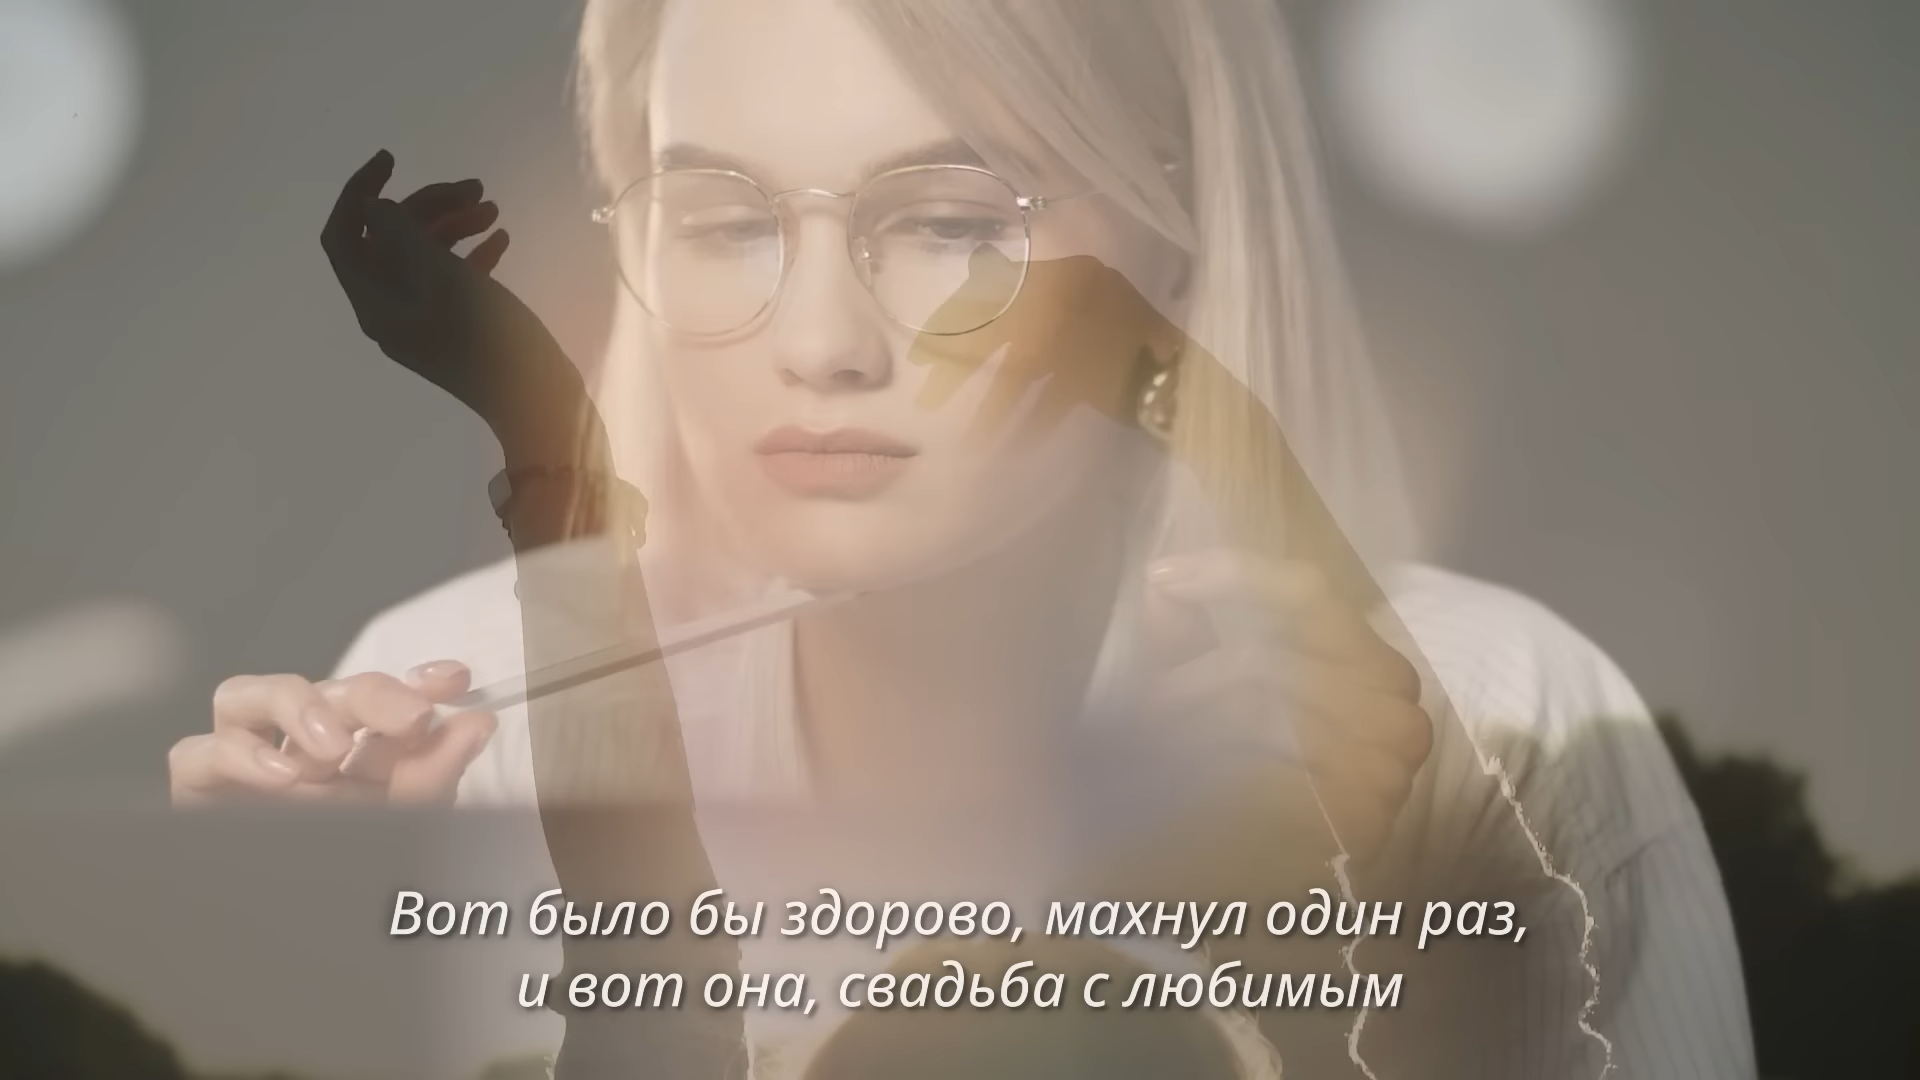 Вот было бы здорово, махнул один раз,
и вот она, свадьба с любимым